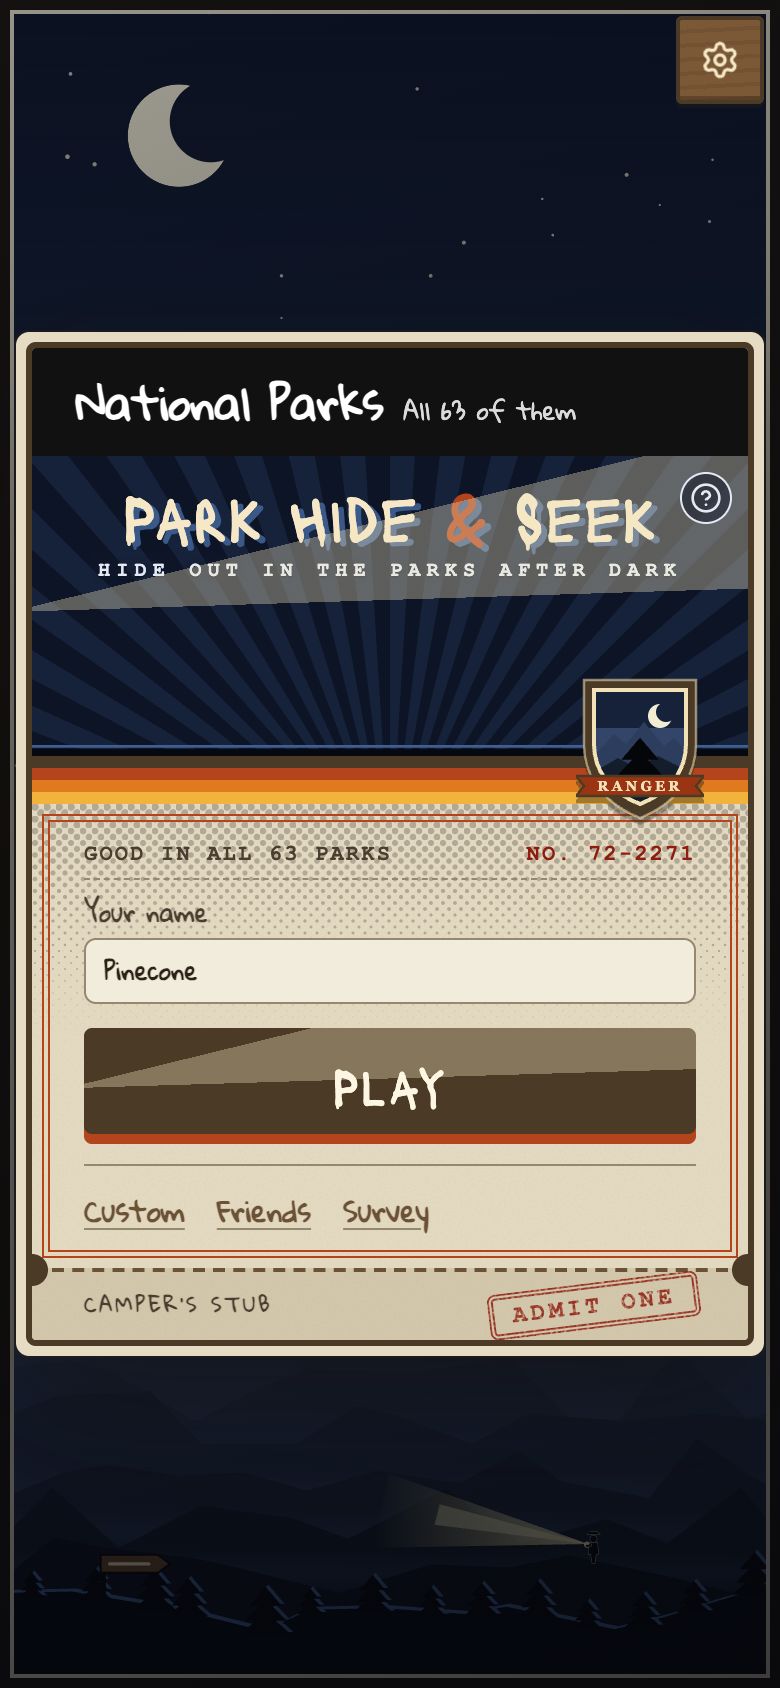 National Parks All 63 of them
PARK HIDE & SEEK
HIDE OUT IN THE PARKS AFTER DARK
RANGER
GOOD IN ALL 63 PARKS NO. 72-2271
Your name
Pinecone
PLAY
Custom Friends Survey
CAMPER'S STUB ADMIT ONE